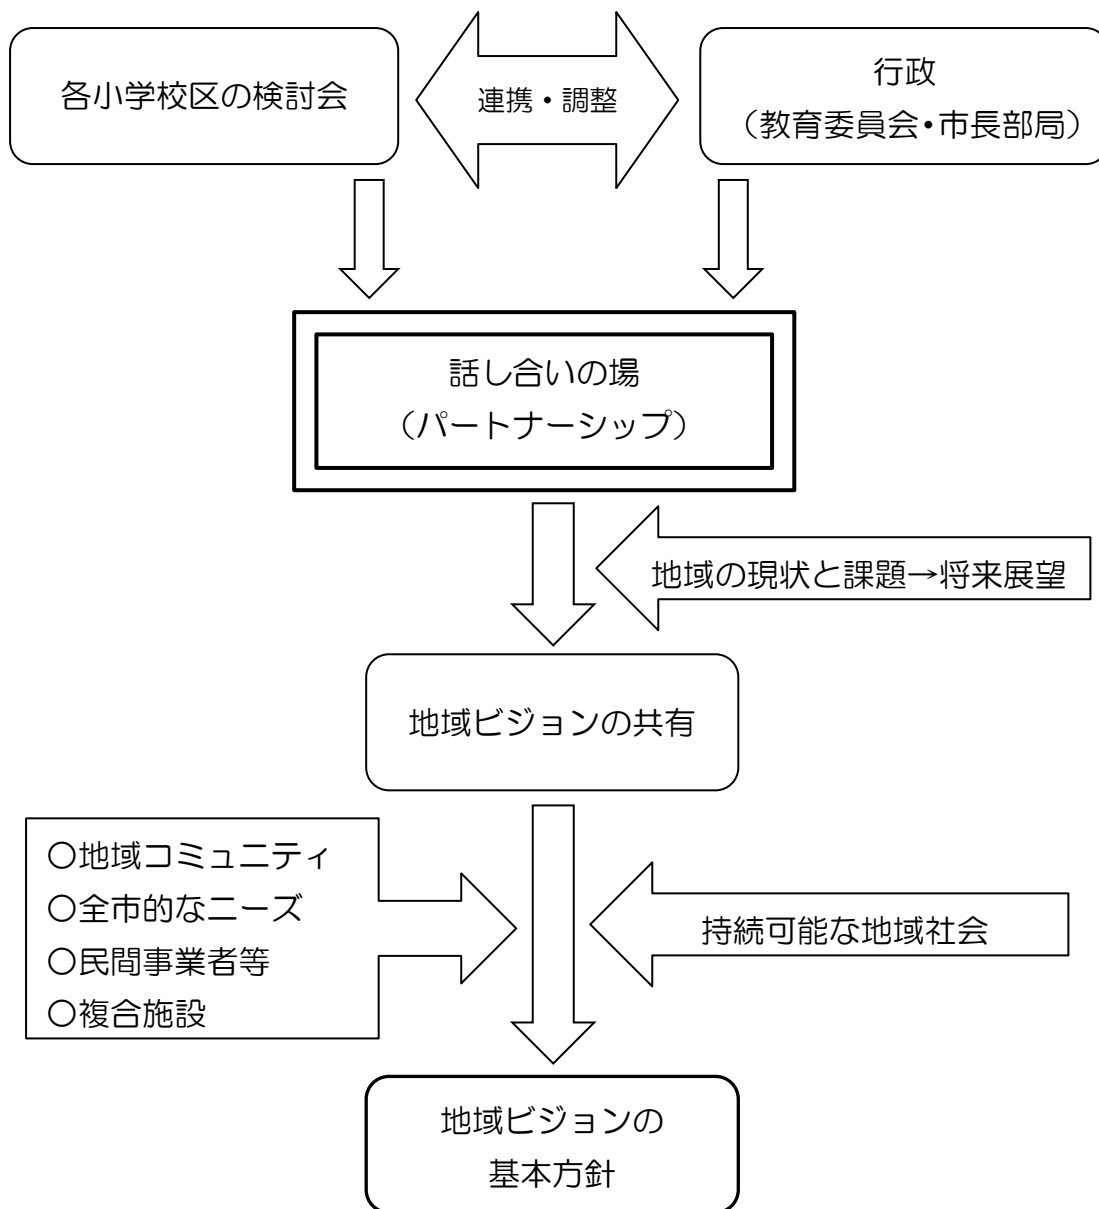 各小学校区の検討会
連携・調整
行政
（教育委員会・市長部局）
話し合いの場
（パートナーシップ）
地域の現状と課題→将来展望
地域ビジョンの共有
○地域コミュニティ
○全市的なニーズ
○民間事業者等
○複合施設
持続可能な地域社会
地域ビジョンの
基本方針